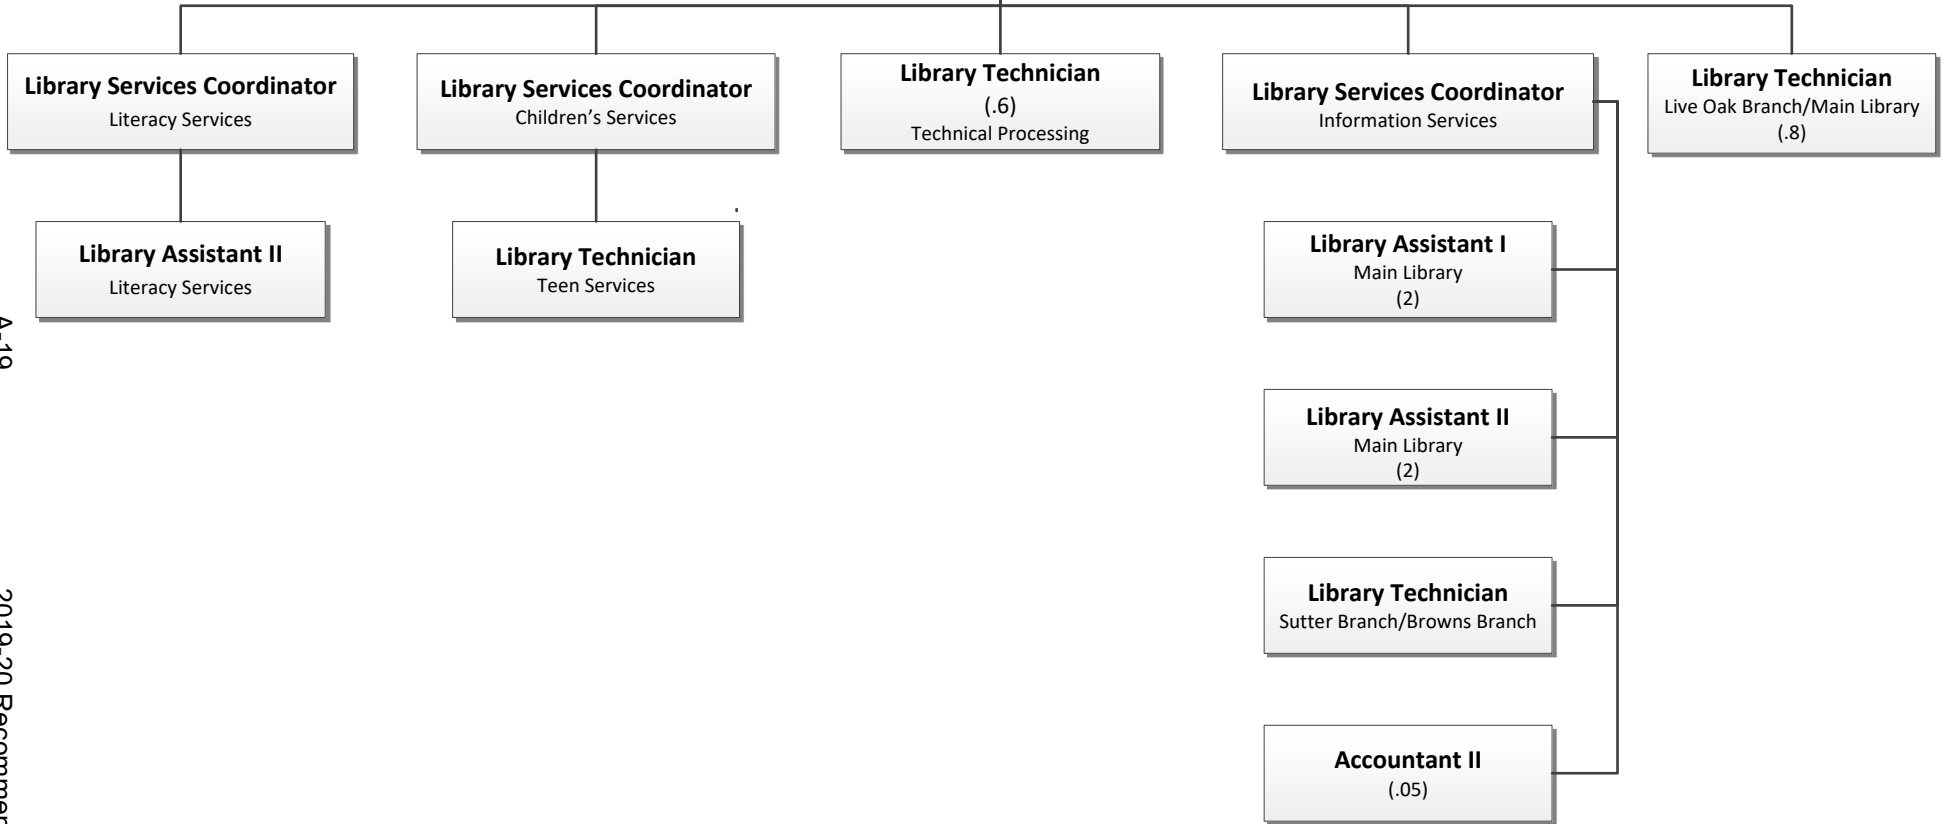 Library Services Coordinator
Literacy Services
Library Services Coordinator
Children's Services
Library Technician
(.6)
Technical Processing
Library Services Coordinator
Information Services
Library Technician
Live Oak Branch/Main Library
(.8)
Library Assistant II
Literacy Services
Library Technician
Teen Services
Library Assistant I
Main Library
(2)
Library Assistant II
Main Library
(2)
Library Technician
Sutter Branch/Browns Branch
Accountant II
(.05)
A-19
2019-20